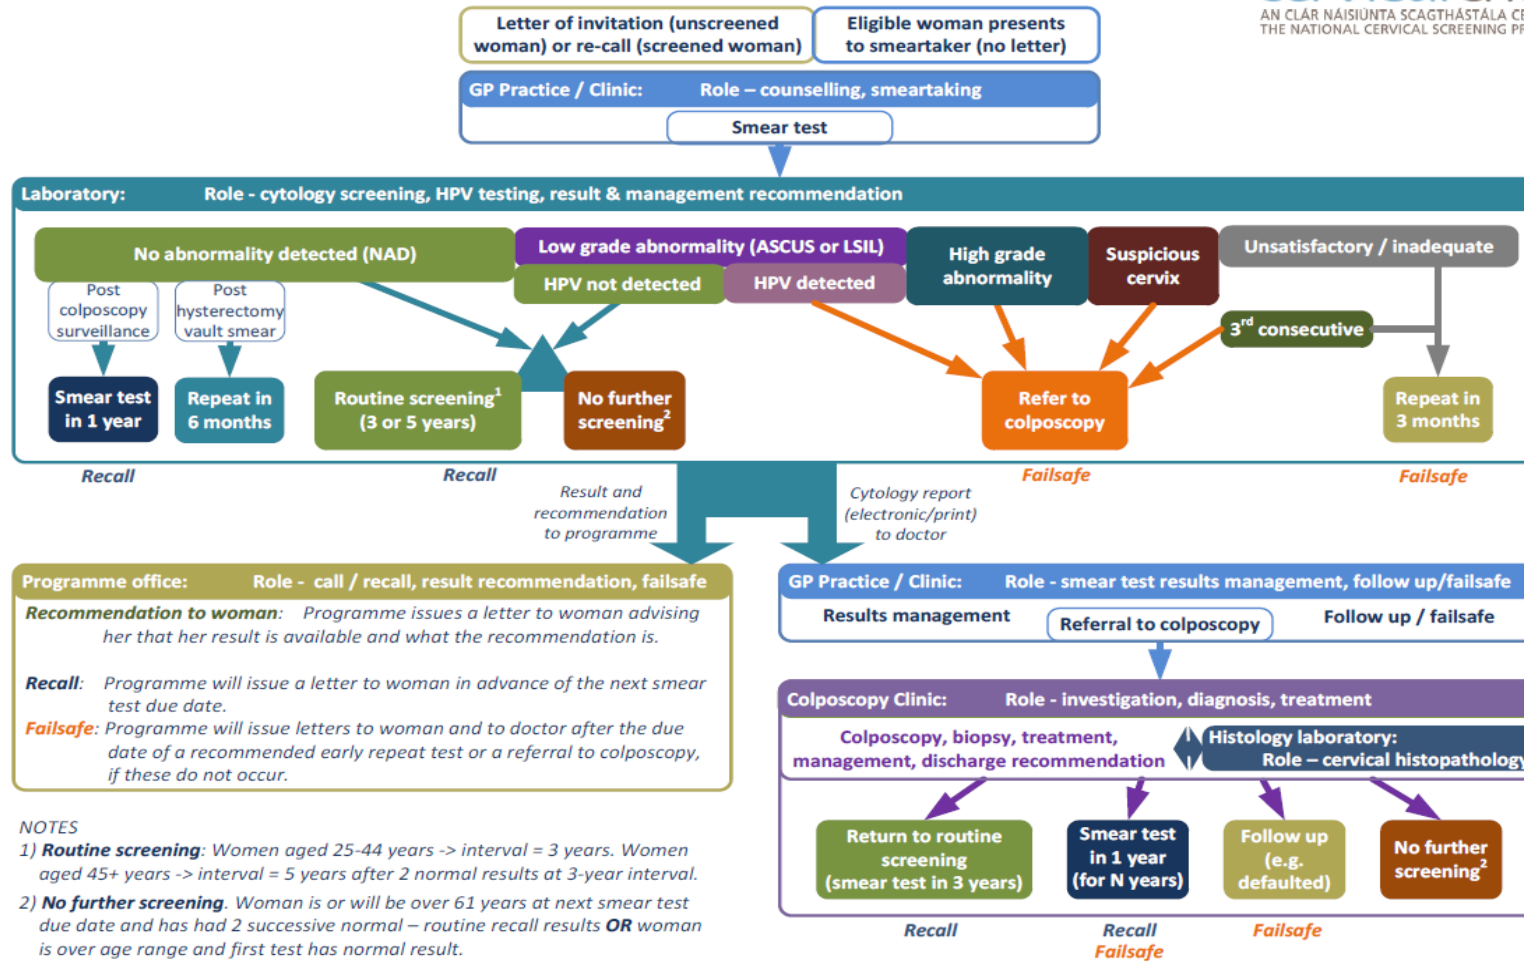 AN CLÁR NÁISIÚNTA SCAGTHÁSTÁLA
THE NATIONAL CERVICAL SCREENING
Letter of invitation (unscreened
woman) or re-call (screened woman)
Eligible woman presents
to smeartaker (no letter)
GP Practice / Clinic: Role – counselling, smeartaking
Smear test
Laboratory: Role - cytology screening, HPV testing, result & management recommendation
No abnormality detected (NAD)
Low grade abnormality (ASCUS or LSIL)
HPV not detected
HPV detected
High grade
abnormality
Suspicious
cervix
Unsatisfactory / inadequate
Post
colposcopy
surveillance
Post
hysterectomy
vault smear
3rd consecutive
Smear test
in 1 year
Repeat in
6 months
Routine screening1
(3 or 5 years)
No further
screening2
Refer to
colposcopy
Repeat in
3 months
Recall
Recall
Failsafe
Failsafe
Result and
recommendation
to programme
Cytology report
(electronic/print)
to doctor
Programme office: Role - call / recall, result recommendation, failsafe
Recommendation to woman: Programme issues a letter to woman advising
her that her result is available and what the recommendation is.
Recall: Programme will issue a letter to woman in advance of the next smear
test due date.
Failsafe: Programme will issue letters to woman and to doctor after the due
date of a recommended early repeat test or a referral to colposcopy,
if these do not occur.
GP Practice / Clinic: Role - smear test results management, follow up/failsafe
Results management
Referral to colposcopy
Follow up / failsafe
Colposcopy Clinic: Role - investigation, diagnosis, treatment
Colposcopy, biopsy, treatment,
management, discharge recommendation
Histology laboratory:
Role – cervical histopathology
Return to routine
screening
(smear test in 3 years)
Smear test
in 1 year
(for N years)
Follow up
(e.g.
defaulted)
No further
screening2
Recall
Recall
Failsafe
Failsafe
NOTES
1) Routine screening: Women aged 25-44 years -> interval = 3 years. Women
aged 45+ years -> interval = 5 years after 2 normal results at 3-year interval.
2) No further screening. Woman is or will be over 61 years at next smear test
due date and has had 2 successive normal – routine recall results OR woman
is over age range and first test has normal result.